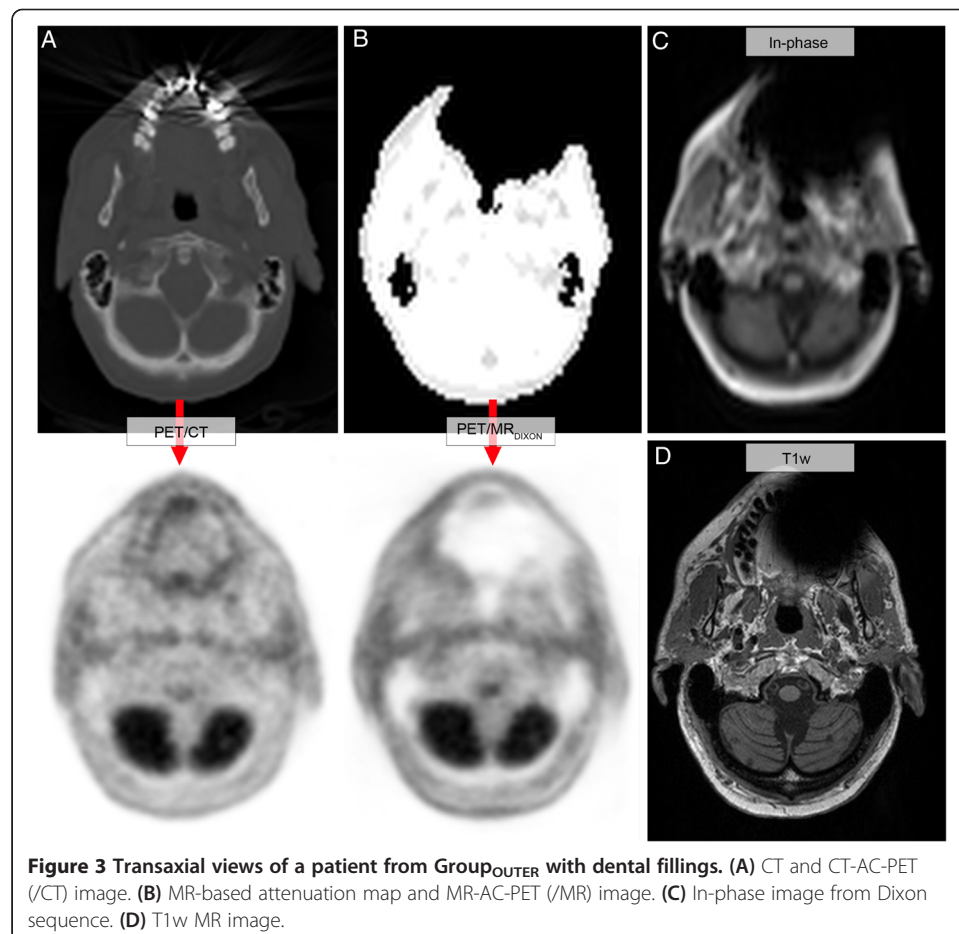 A
B
C
In-phase
PET/CT
PET/MR_DIXON
D
T1w
Figure 3 Transaxial views of a patient from Group_OUTER with dental fillings. (A) CT and CT-AC-PET
(/CT) image. (B) MR-based attenuation map and MR-AC-PET (/MR) image. (C) In-phase image from Dixon
sequence. (D) T1w MR image.